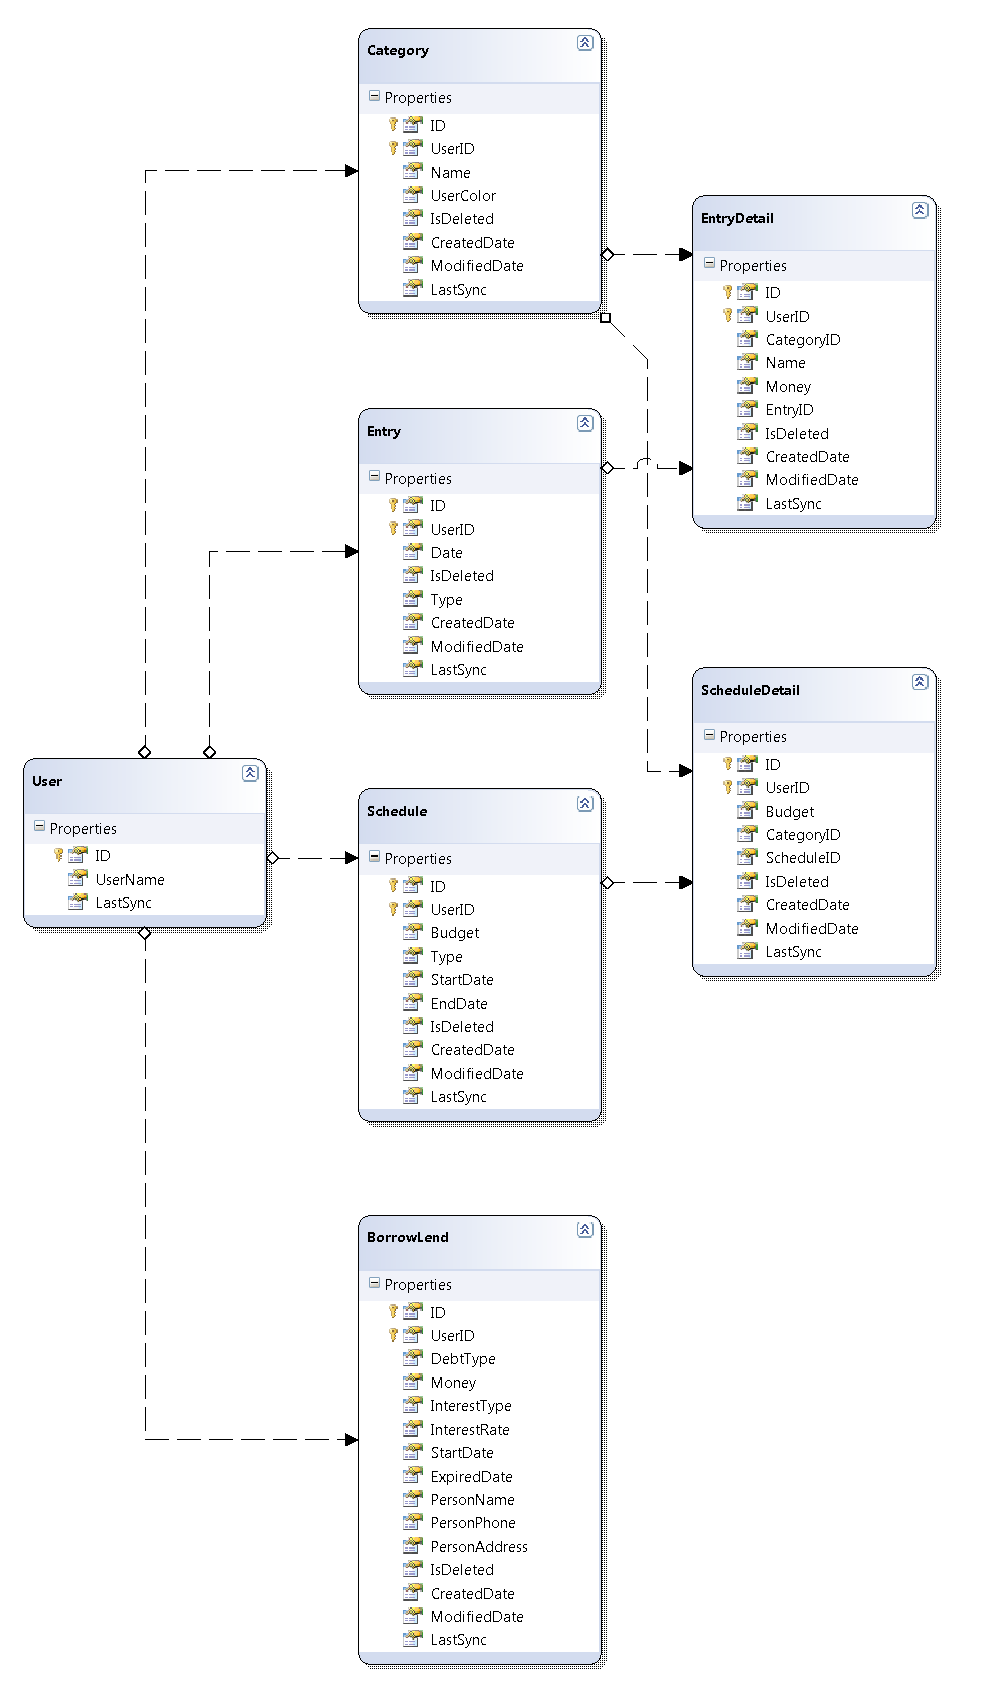 Category
Properties
ID
UserID
Name
UserColor
IsDeleted
CreatedDate
ModifiedDate
LastSync
EntryDetail
Properties
ID
UserID
CategoryID
Name
Money
EntryID
IsDeleted
CreatedDate
ModifiedDate
LastSync
Entry
Properties
ID
UserID
Date
IsDeleted
Type
CreatedDate
ModifiedDate
LastSync
ScheduleDetail
Properties
ID
UserID
Budget
CategoryID
ScheduleID
IsDeleted
CreatedDate
ModifiedDate
LastSync
User
Properties
ID
UserName
LastSync
Schedule
Properties
ID
UserID
Budget
Type
StartDate
EndDate
IsDeleted
CreatedDate
ModifiedDate
LastSync
BorrowLend
Properties
ID
UserID
DebtType
Money
InterestType
InterestRate
StartDate
ExpiredDate
PersonName
PersonPhone
PersonAddress
IsDeleted
CreatedDate
ModifiedDate
LastSync